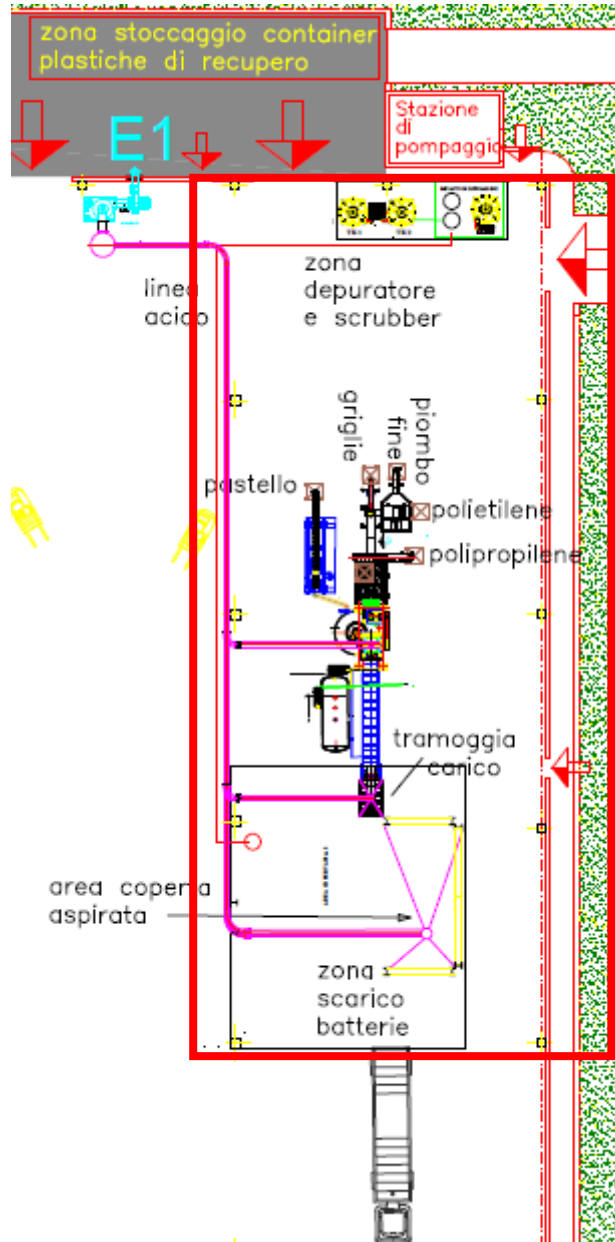 zona stoccaggio container
plastiche di recupero
Stazione
di
pompaggio
E1
linea
acido
zona
depuratore
e scrubber
griglie
fine
piombo
pastello
polietilene
polipropilene
tramoggia
carico
area coperta
aspirata
zona
scarico
batterie